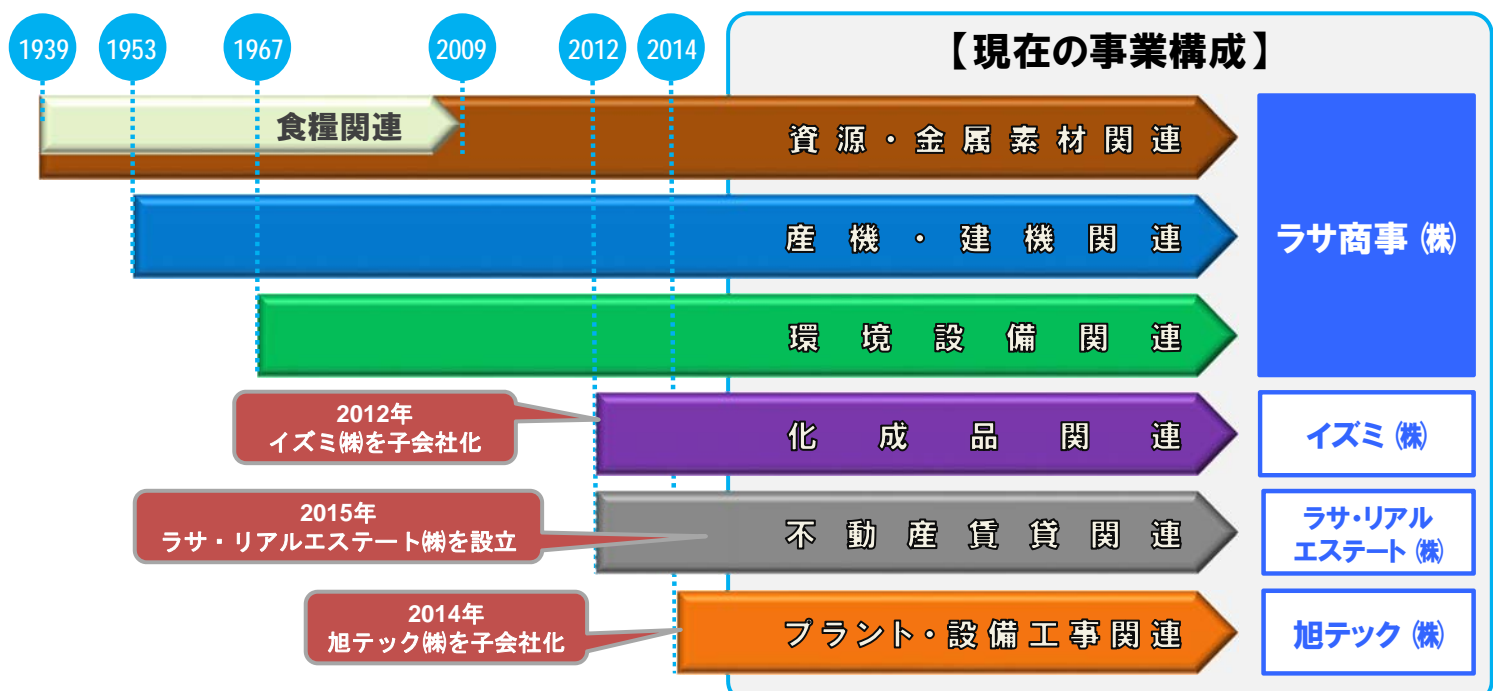 1939
1953
1967
2009
2012
2014
【現在の事業構成】
食糧関連
資源・金属素材関連
産機・建機関連
ラサ商事㈱
環境設備関連
2012年
イズミ㈱を子会社化
化成品関連
イズミ㈱
2015年
ラサ・リアルエステート㈱を設立
不動産賃貸関連
ラサ・リアル
エステート㈱
2014年
旭テック㈱を子会社化
プラント・設備工事関連
旭テック㈱